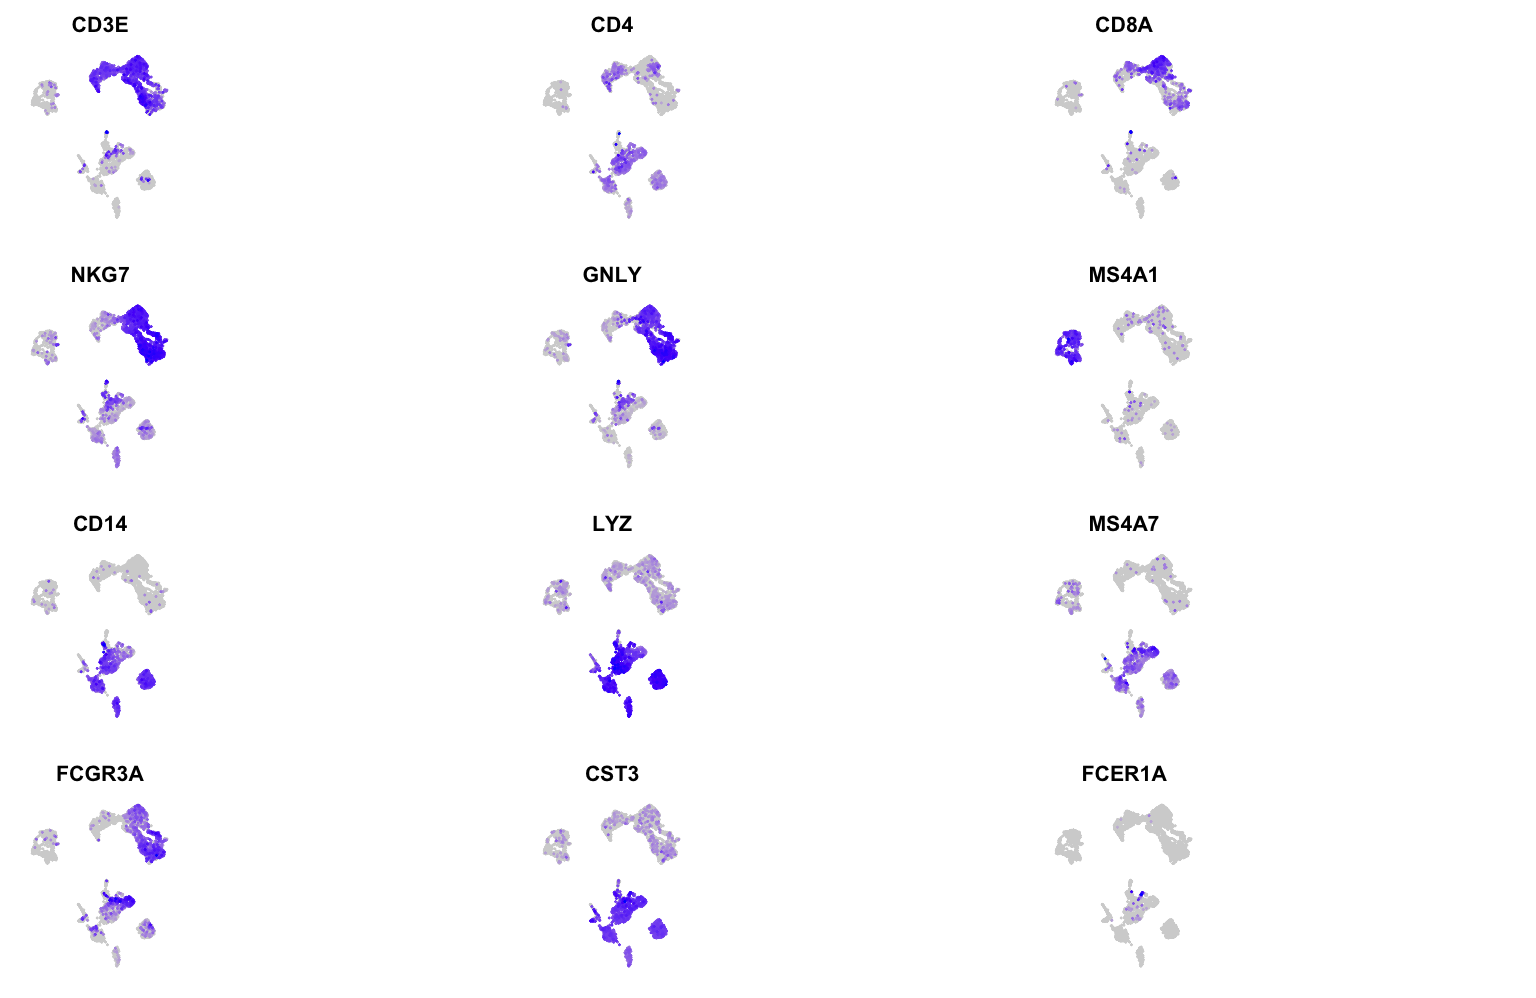 CD3E
CD4
CD8A
NKG7
GNLY
MS4A1
CD14
LYZ
MS4A7
FCGR3A
CST3
FCER1A